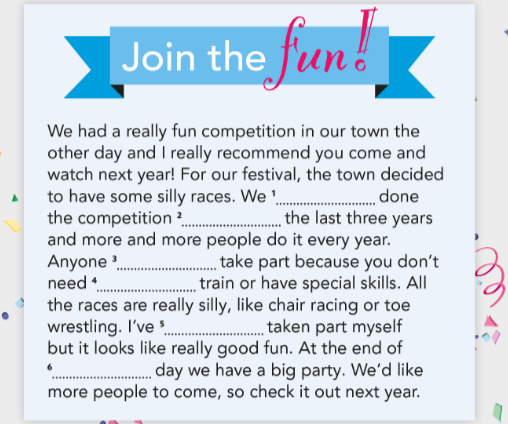 Join the fun!
We had a really fun competition in our town the
other day and I really recommend you come and
watch next year! For our festival, the town decided
to have some silly races. We ¹.......................... done
the competition ².......................... the last three years
and more and more people do it every year.
Anyone ³.......................... take part because you don't
need ⁴.......................... train or have special skills. All
the races are really silly, like chair racing or toe
wrestling. I've ⁵.......................... taken part myself
but it looks like really good fun. At the end of
⁶.......................... day we have a big party. We'd like
more people to come, so check it out next year.